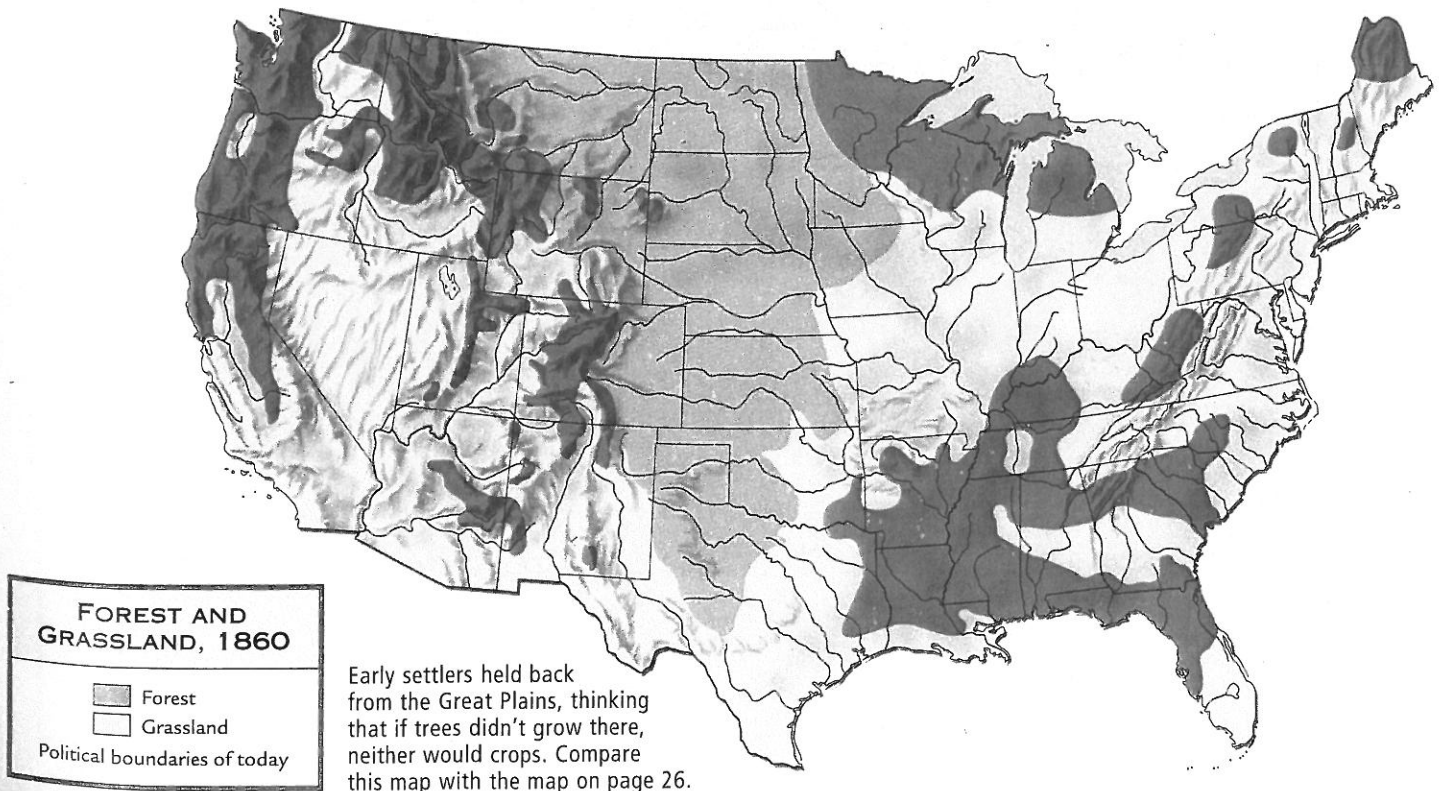 FOREST AND
GRASSLAND, 1860
Forest
Grassland
Political boundaries of today
Early settlers held back
from the Great Plains, thinking
that if trees didn't grow there,
neither would crops. Compare
this map with the map on page 26.